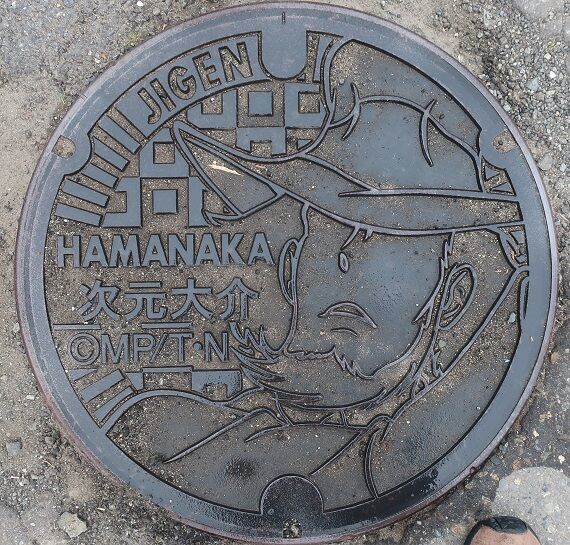 JIGEN
HAMANAKA
次元大介
©MP/T·N